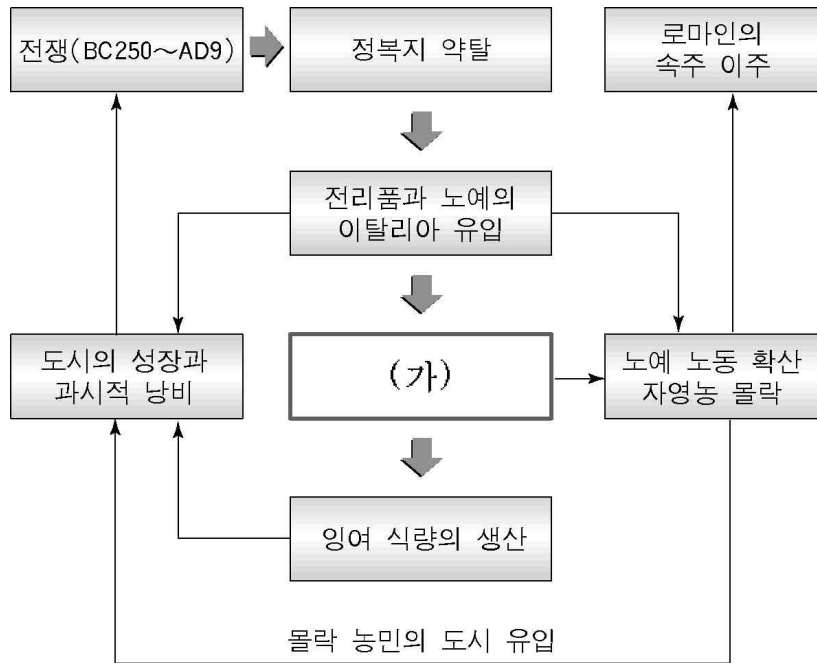 전쟁(BC250～AD9)
정복지 약탈
로마인의
속주 이주
전리품과 노예의
이탈리아 유입
도시의 성장과
과시적 낭비
(가)
노예 노동 확산
자영농 몰락
잉여 식량의 생산
몰락 농민의 도시 유입